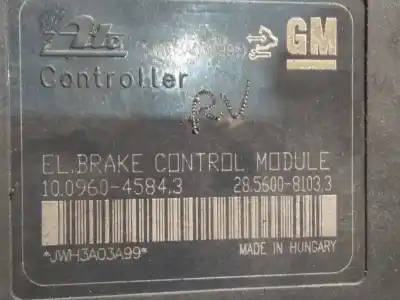 Ate
GM
Controller
RV
EL.BRAKE CONTROL MODULE
10.0960-4584.3 28.5600-8103.3
*JWH3A03A99*
MADE IN HUNGARY